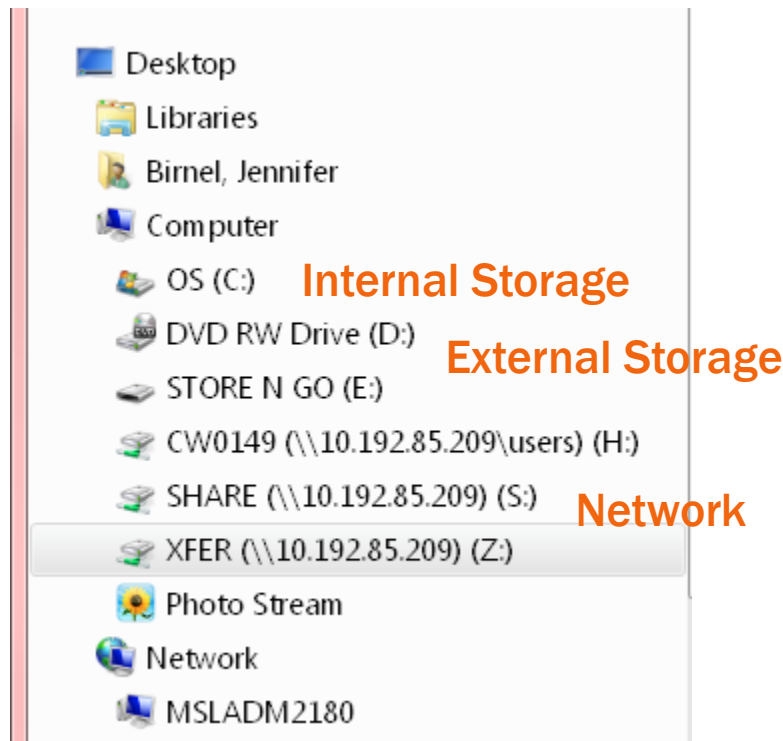 Desktop
Libraries
Birnel, Jennifer
Computer
OS (C:) Internal Storage
DVD RW Drive (D:)
External Storage
STORE N GO (E:)
CW0149 (\\10.192.85.209\users) (H:)
SHARE (\\10.192.85.209) (S:)
Network
XFER (\\10.192.85.209) (Z:)
Photo Stream
Network
MSLADM2180